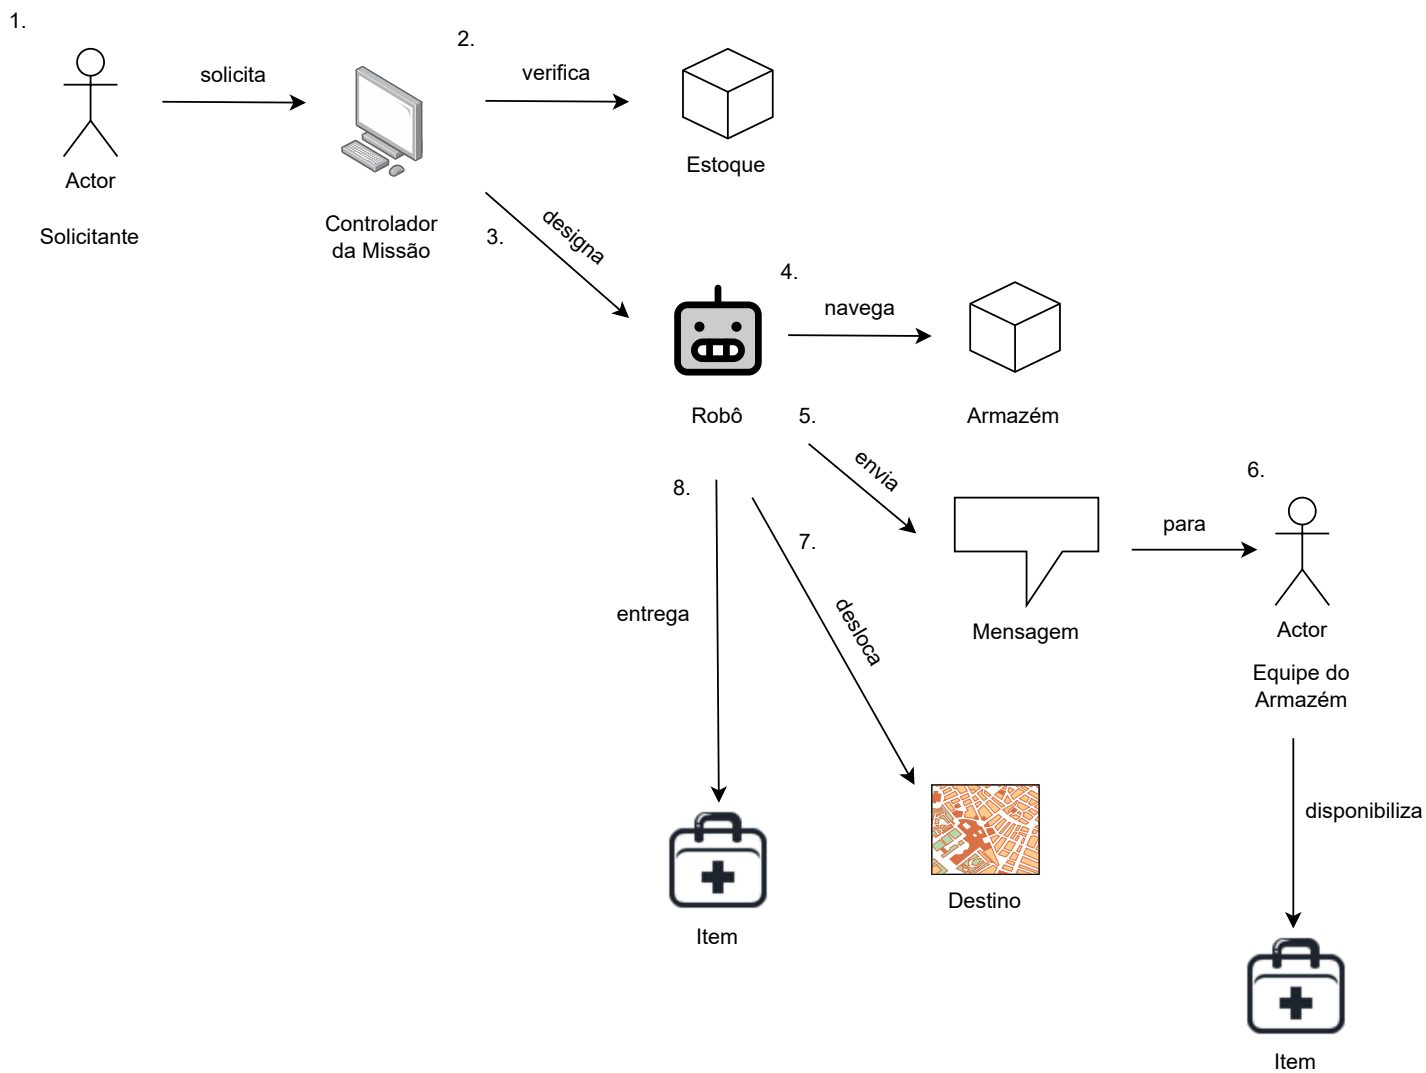 1.
solicita
Actor
Solicitante
Controlador
da Missão
2.
verifica
Estoque
3.
designa
Robô
4.
navega
Armazém
5.
envia
Mensagem
para
6.
Actor
Equipe do
Armazém
disponibiliza
Item
7.
desloca
Destino
8.
entrega
Item